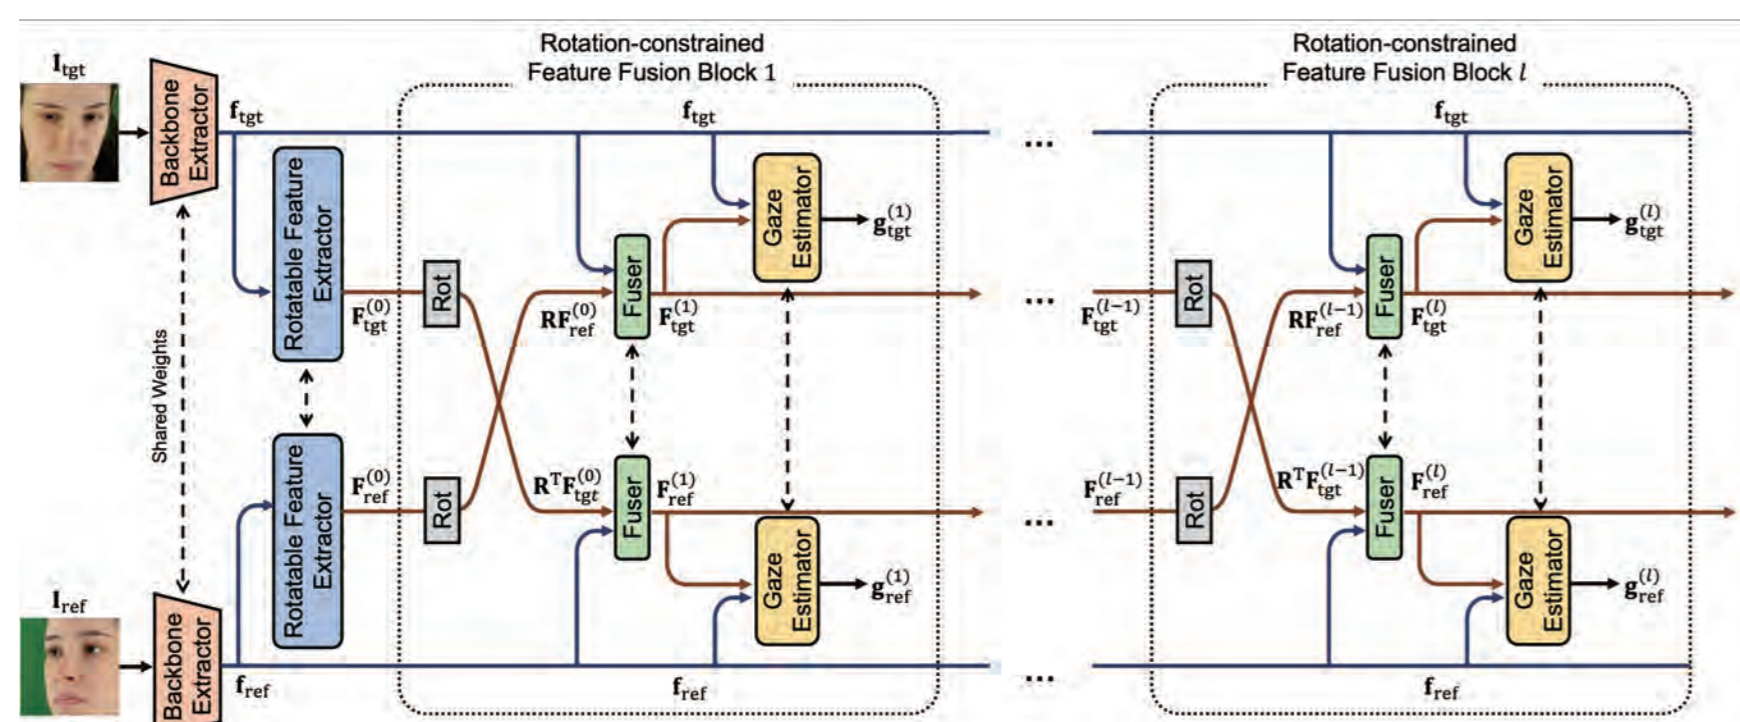 Rotation-constrained
Feature Fusion Block 1
Rotation-constrained
Feature Fusion Block l
I_tgt
Backbone
Extractor
f_tgt
f_tgt
...
f_tgt
Rotatable Feature
Extractor
Gaze
Estimator
g_tgt^(1)
Gaze
Estimator
g_tgt^(l)
F_tgt^(0)
Rot
RF_ref^(0)
Fuser
F_tgt^(1)
...
F_tgt^(l-1)
Rot
RF_ref^(l-1)
Fuser
F_tgt^(l)
Shared Weights
Rotatable Feature
Extractor
F_ref^(0)
Rot
R^T F_tgt^(0)
Fuser
F_ref^(1)
...
F_ref^(l-1)
Rot
R^T F_tgt^(l-1)
Fuser
F_ref^(l)
Gaze
Estimator
g_ref^(1)
Gaze
Estimator
g_ref^(l)
I_ref
Backbone
Extractor
f_ref
f_ref
...
f_ref